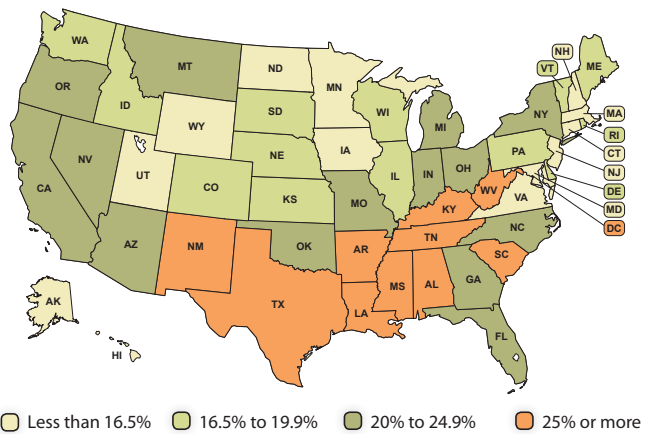 WA
NH
VT
ME
MT
ND
OR
MN
ID
SD
WI
NY
MA
WY
MI
RI
CT
IA
PA
NE
NJ
NV
IL
IN
OH
UT
DE
CA
CO
WV
VA
MD
KS
MO
KY
DC
NC
TN
AZ
NM
OK
AR
SC
MS
AL
GA
TX
LA
AK
FL
HI
Less than 16.5%
16.5% to 19.9%
20% to 24.9%
25% or more